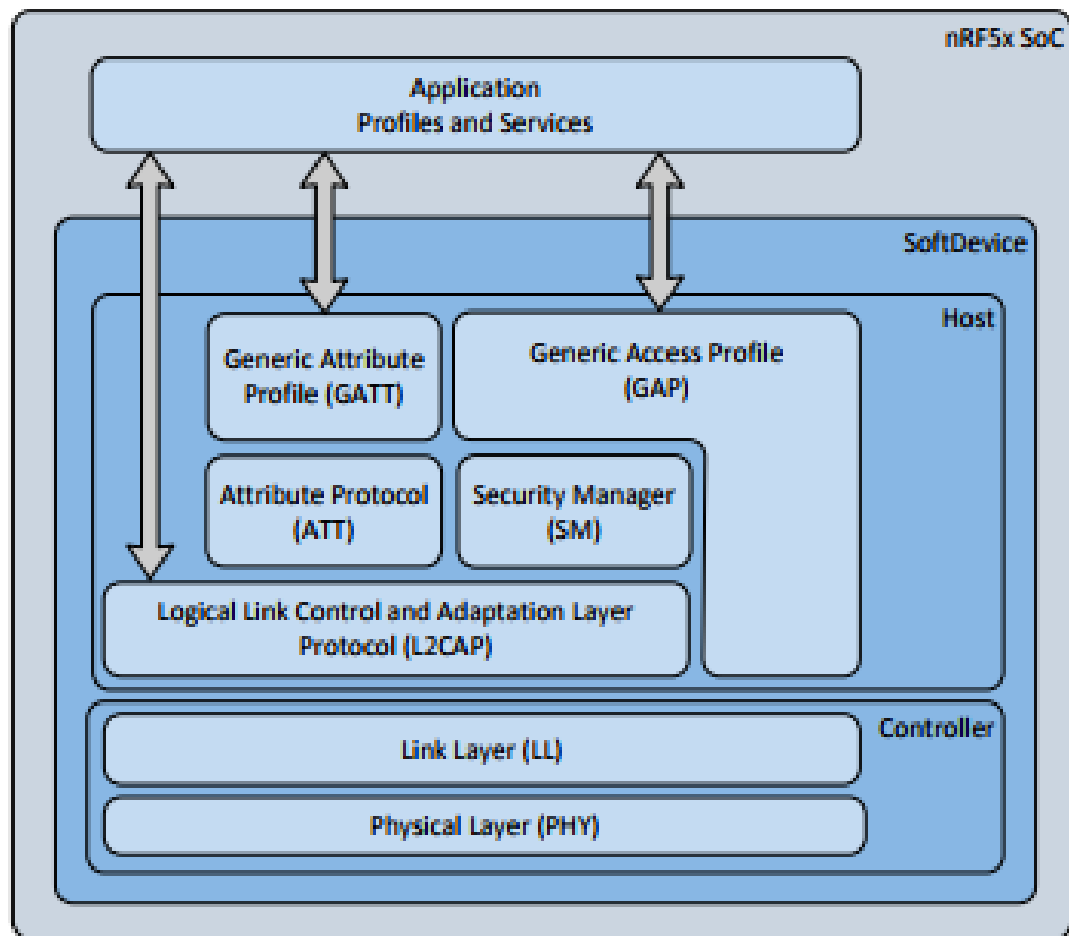 nRF5x SoC
Application
Profiles and Services
SoftDevice
Host
Generic Attribute
Profile (GATT)
Generic Access Profile
(GAP)
Attribute Protocol
(ATT)
Security Manager
(SM)
Logical Link Control and Adaptation Layer
Protocol (L2CAP)
Controller
Link Layer (LL)
Physical Layer (PHY)